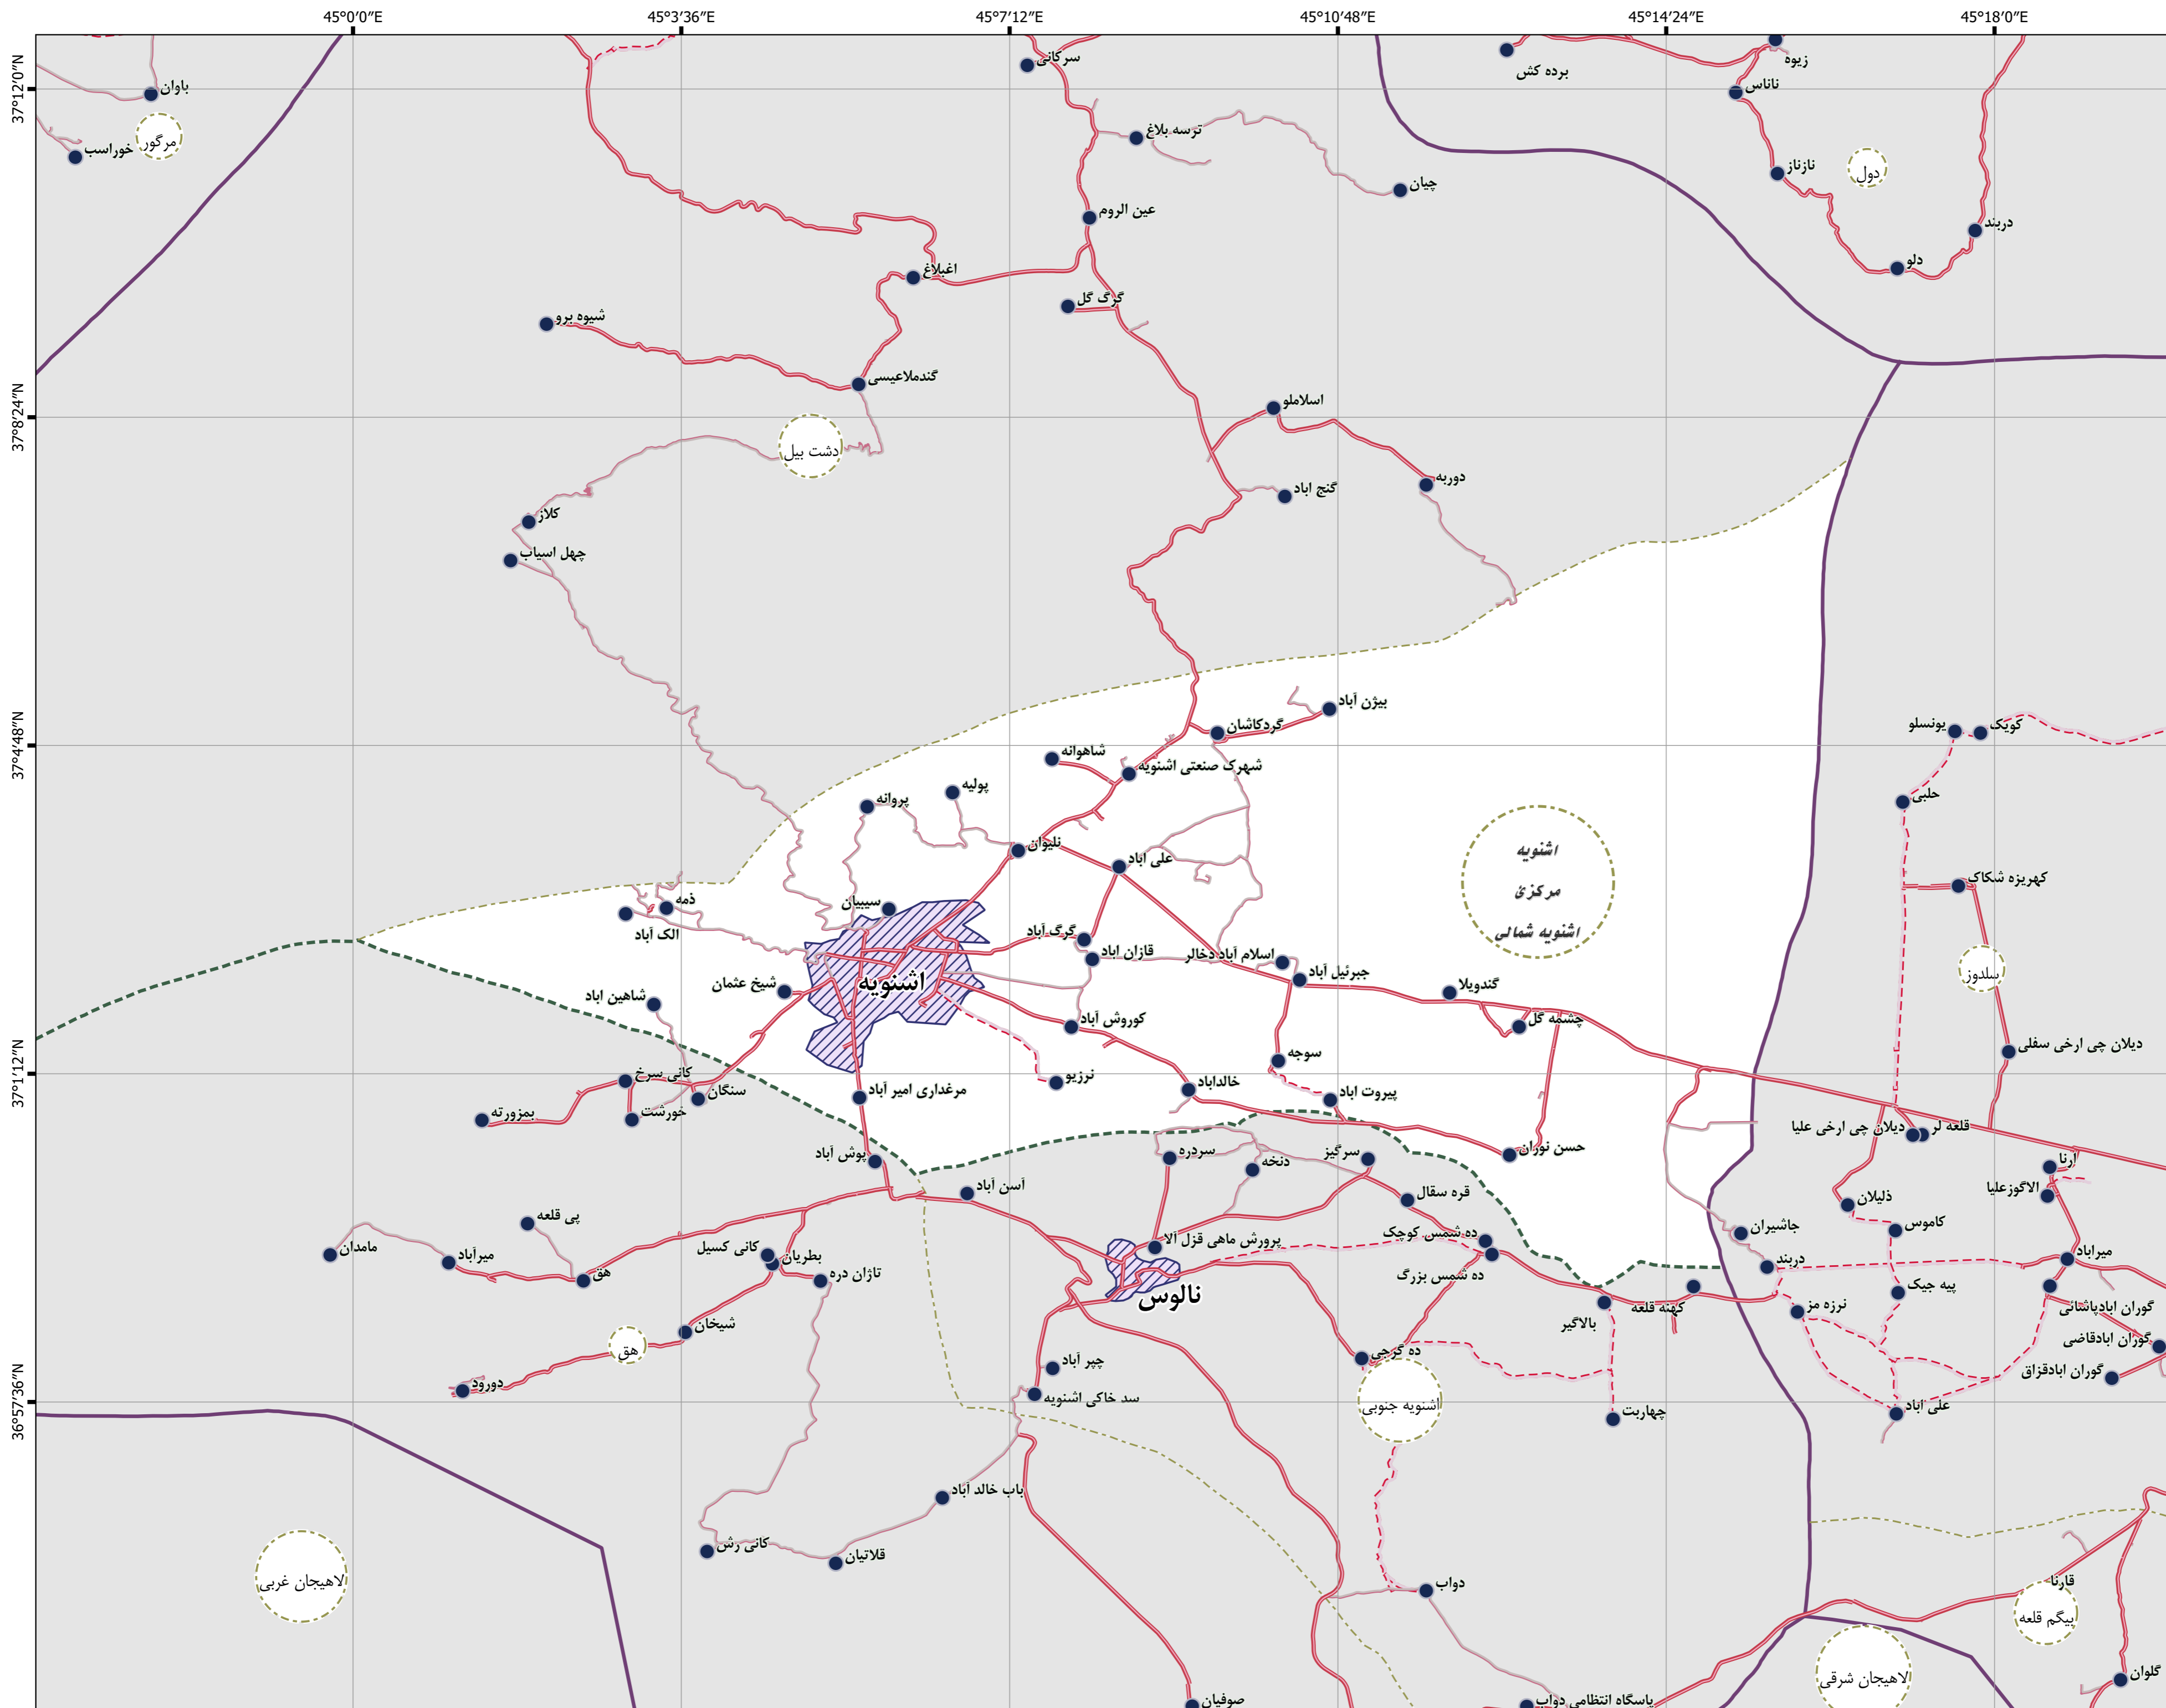 45°0'0"E
45°3'36"E
45°7'12"E
45°10'48"E
45°14'24"E
45°18'0"E
37°12'0"N
37°8'24"N
37°4'48"N
37°1'12"N
36°57'36"N
سرکانی
برده کش
زیوه
باوان
ناناس
مرگور
خوراسب
ترسه بلاغ
نازناز
دول
چیان
عین الروم
دربند
دلو
اغبلاغ
گرگ گل
شیوه برو
گندملاعیسی
اسلاملو
دشت بیل
دوربه
گنج اباد
کلاز
چهل اسیاب
بیژن آباد
گردکاشان
یونسلو
کوپک
شاهوانه
شهرک صنعتی اشنویه
پولیه
پروانه
حلبی
نلیوان
علی اباد
اشنویه
مرکزی
اشنویه شمالی
کهریزه شکاک
سیبیان
ذمه
الک آباد
گرگ آباد
قازان اباد
اسلام آباد دخالر
جبرئیل آباد
سلدوز
اشنویه
شیخ عثمان
گندویلا
شاهین اباد
کوروش آباد
چشمه گل
سوجه
دیلان چی ارخی سفلی
کانی سرخ
نرزیو
سنگان
مرغداری امیر آباد
خالداباد
پیروت اباد
بمزورته
خورشت
دیلان چی ارخی علیا
قلعه لر
پوش آباد
سردره
دنخه
سرگیز
حسن نوران
ارنا
آسن آباد
قره سقال
ذلیلان
الاگوزعلیا
پی قلعه
کاموس
جاشیران
مامدان
میرآباد
کانی کسیل
بطریان
پرورش ماهی قزل آلا
ده شمس کوچک
هق
تاژان دره
ده شمس بزرگ
دربند
میراباد
پیه جیک
نالوس
کهنه قلعه
نرزه مز
گوران ابادپاشائی
بالاگیر
شیخان
هق
گوران ابادقاضی
ده گرجی
چپر آباد
گوران ابادقزاق
دورود
سد خاکی اشنویه
اشنویه جنوبی
چهاربت
علی اباد
باب خالد آباد
کانی رش
قلاتیان
لاهیجان غربی
دواب
قارنا
بیگم قلعه
لاهیجان شرقی
گلوان
صوفیان
پاسگاه انتظامی دواب